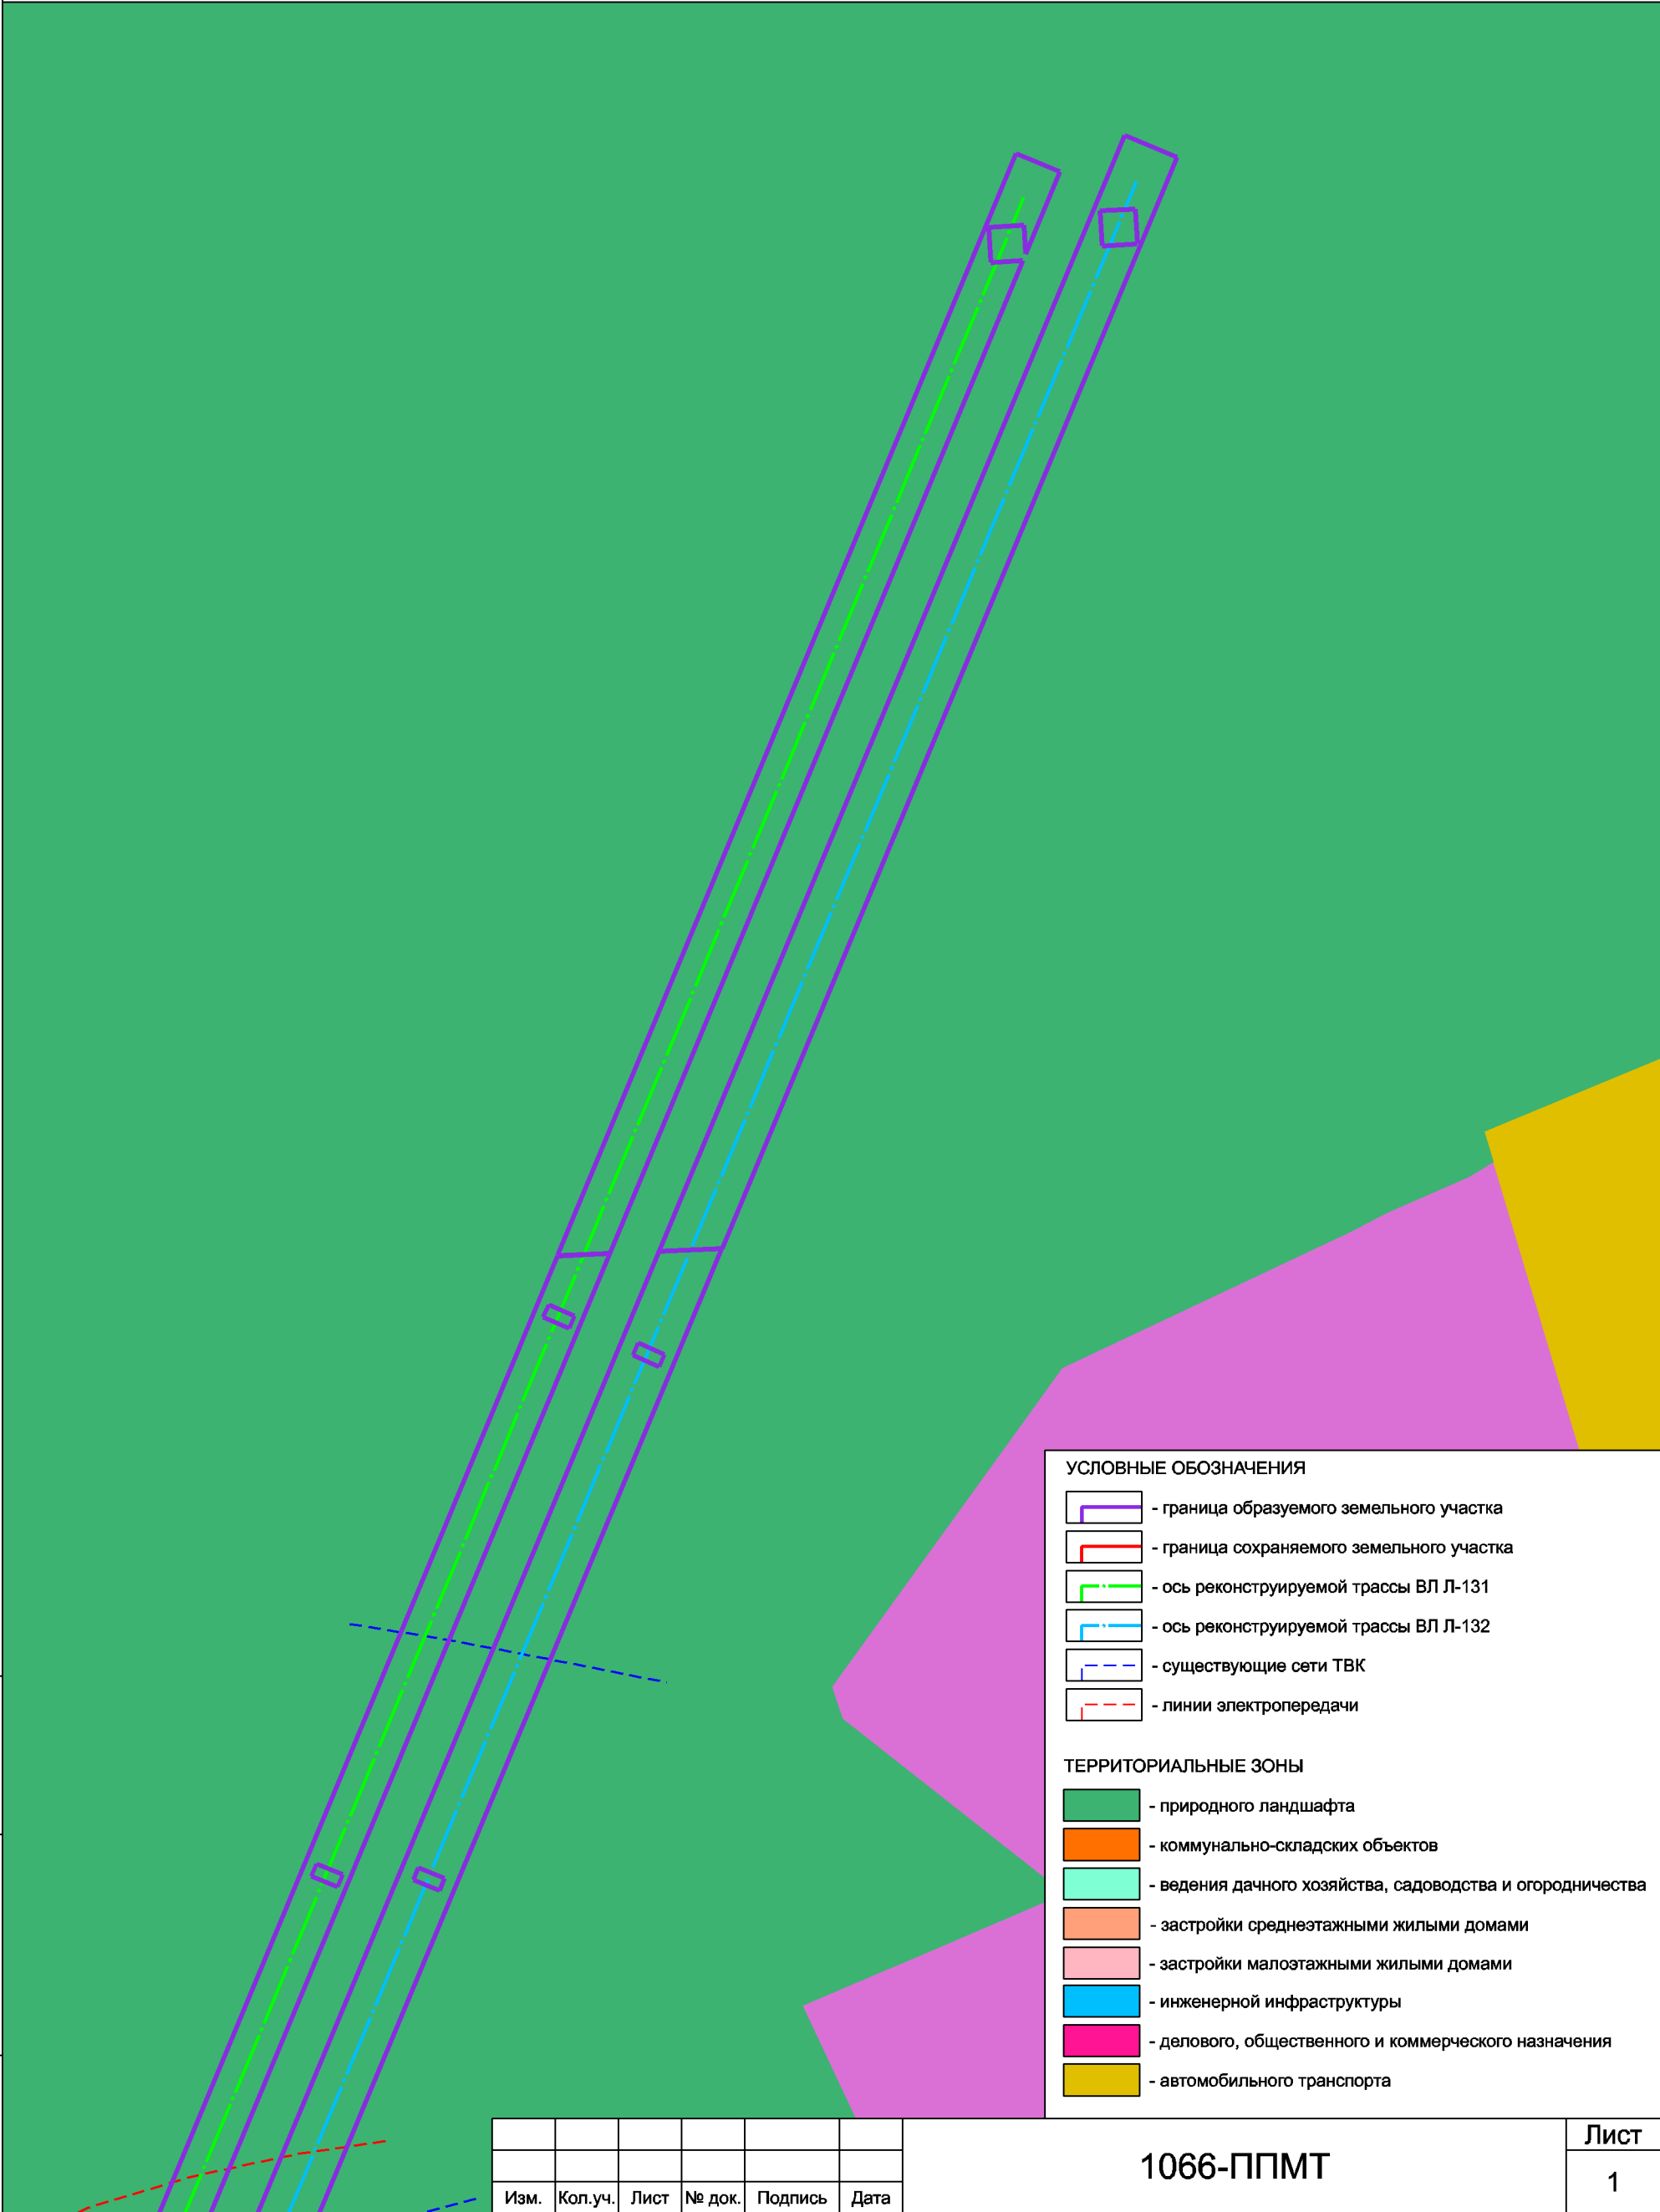 УСЛОВНЫЕ ОБОЗНАЧЕНИЯ
- граница образуемого земельного участка
- граница сохраняемого земельного участка
- ось реконструируемой трассы ВЛ Л-131
- ось реконструируемой трассы ВЛ Л-132
- существующие сети ТВК
- линии электропередачи
ТЕРРИТОРИАЛЬНЫЕ ЗОНЫ
- природного ландшафта
- коммунально-складских объектов
- ведения дачного хозяйства, садоводства и огородничества
- застройки среднеэтажными жилыми домами
- застройки малоэтажными жилыми домами
- инженерной инфраструктуры
- делового, общественного и коммерческого назначения
- автомобильного транспорта
Изм. Кол.уч. Лист № док. Подпись Дата
1066-ППМТ
Лист
1